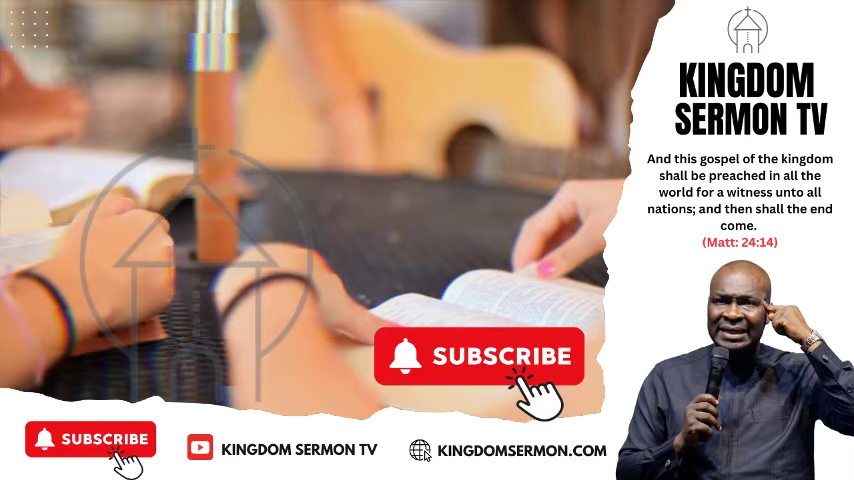 KINGDOM
SERMON TV
And this gospel of the kingdom
shall be preached in all the
world for a witness unto all
nations; and then shall the end
come.
(Matt: 24:14)
SUBSCRIBE
SUBSCRIBE
KINGDOM SERMON TV
KINGDOMSERMON.COM